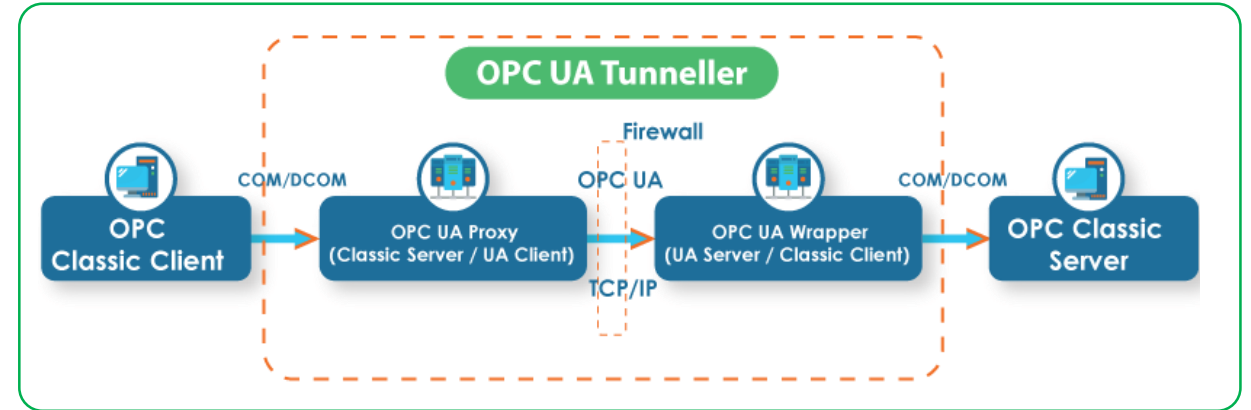 OPC UA Tunneller
Firewall
COM/DCOM
OPC UA
COM/DCOM
OPC
Classic Client
OPC UA Proxy
(Classic Server / UA Client)
OPC UA Wrapper
(UA Server / Classic Client)
OPC Classic
Server
TCP/IP